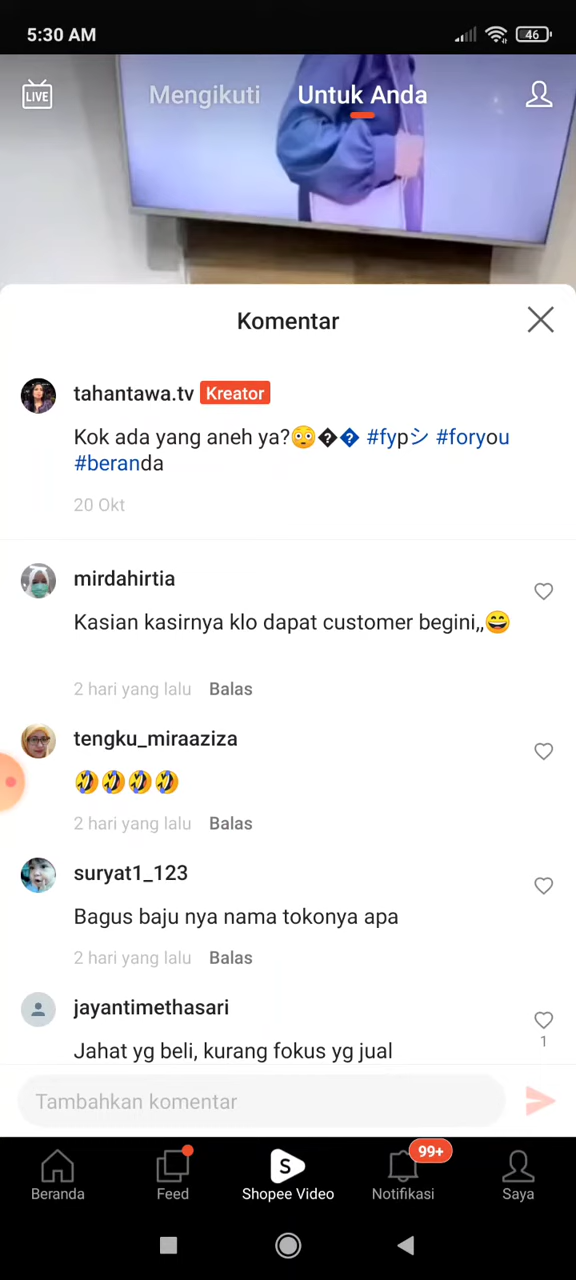 5:30 AM
46
LIVE
Mengikuti
Untuk Anda
Komentar
tahantawa.tv Kreator
Kok ada yang aneh ya?😳�� #fypシ #foryou
#beranda
20 Okt
mirdahirtia
Kasian kasirnya klo dapat customer begini,,😄
2 hari yang lalu Balas
tengku_miraaziza
🤣🤣🤣🤣
2 hari yang lalu Balas
suryat1_123
Bagus baju nya nama tokonya apa
2 hari yang lalu Balas
jayantimethasari
Jahat yg beli, kurang fokus yg jual
1
Tambahkan komentar
99+
Beranda
Feed
Shopee Video
Notifikasi
Saya